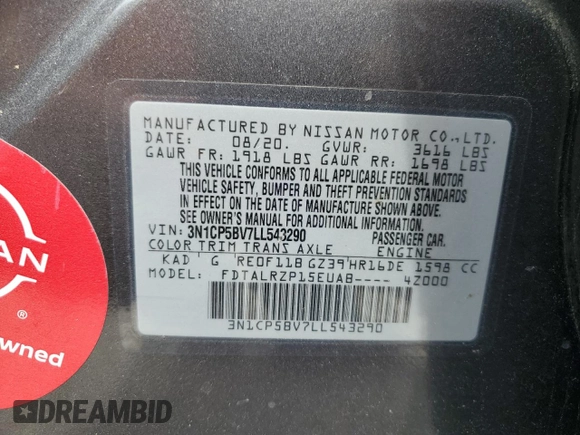 MANUFACTURED BY NISSAN MOTOR CO.,LTD.
DATE: 08/20. GVWR: 3616 LBS
GAWR FR: 1918 LBS GAWR RR: 1698 LBS
THIS VEHICLE CONFORMS TO ALL APPLICABLE FEDERAL MOTOR
VEHICLE SAFETY, BUMPER AND THEFT PREVENTION STANDARDS
IN EFFECT ON THE DATE OF MANUFACTURE SHOWN ABOVE.
SEE OWNER'S MANUAL FOR ADDITIONAL INFORMATION.
VIN: 3N1CP5BV7LL543290 PASSENGER CAR.
COLOR TRIM TRANS AXLE ENGINE
KAD G RE0F11B GZ39 HR16DE 1598 CC
FDTALRZP15EUA8---- 4Z000
3N1CP5BV7LL543290
SAN
®
owned
DREAMBID